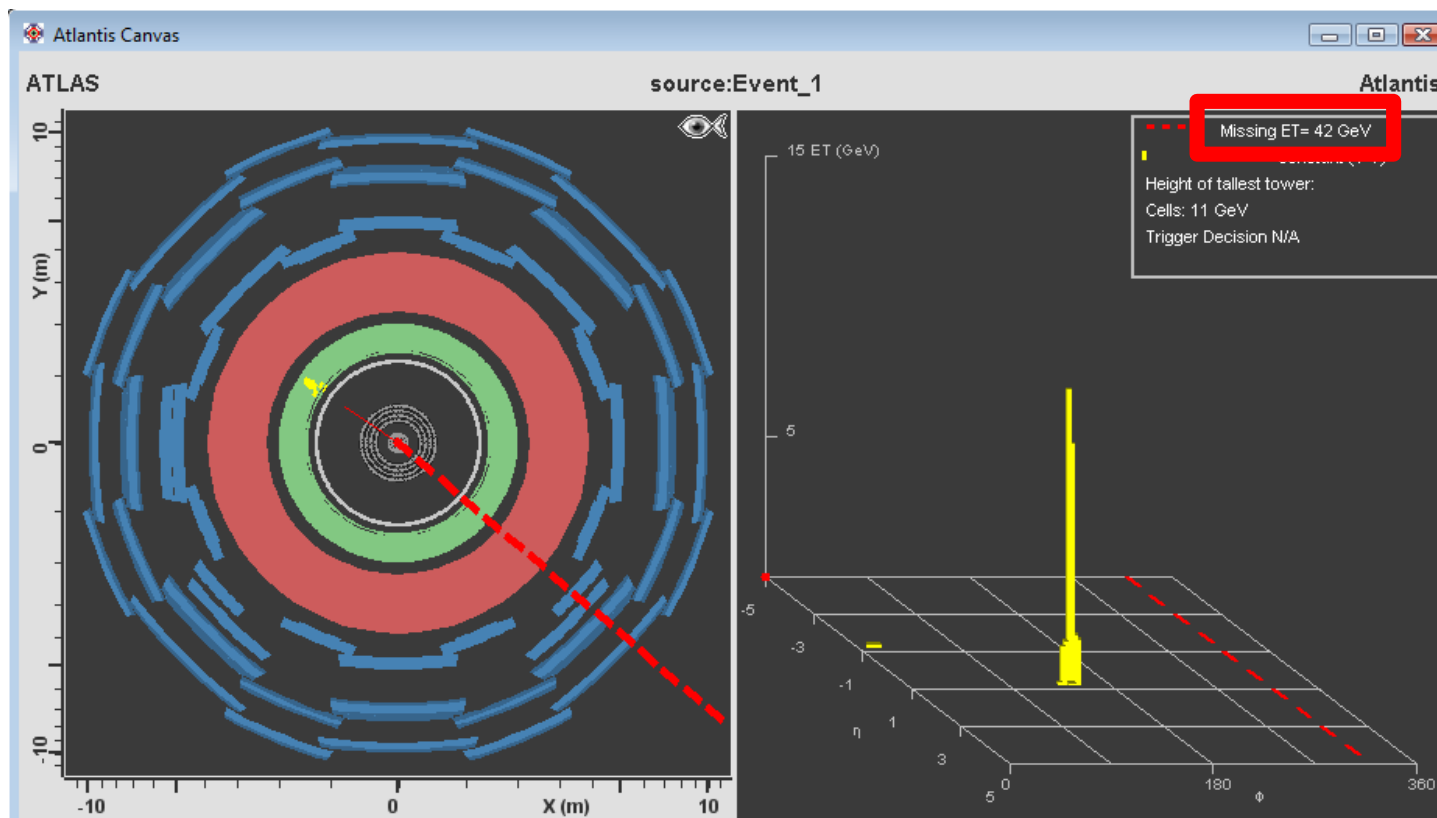 Atlantis Canvas
ATLAS
source:Event_1
Atlantis
10
Y (m)
0
-10
-10
0
X (m)
10
15 ET (GeV)
5
-5
-3
-1
η
1
3
5
0
180
Φ
360
Missing ET= 42 GeV
Height of tallest tower:
Cells: 11 GeV
Trigger Decision N/A